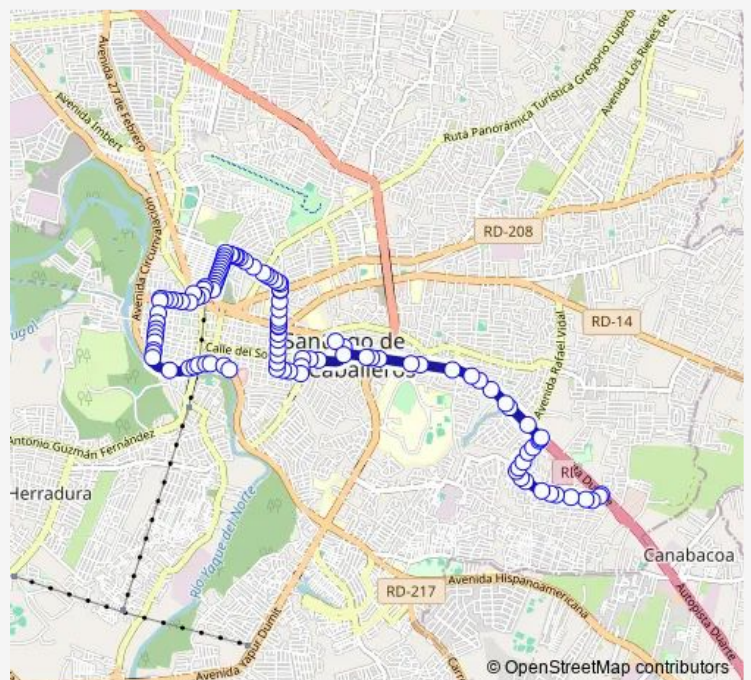 Avenida 27 de Febrero
Avenida Imbert
Ruta Panorámica Turística Gregorio Luperón
Avenida Los Rieles de
Avenida Circunvalación
RD-208
RD-14
Calle del So
de
Caballeros
Avenida Rafael Vidal
Antonio Guzmán Fernández
Herradura
Río Yaque del Norte
Canabacoa
RD-217
Avenida Hispanoamericana
Autopista Duarte
Avenida Yapur Dumit
© OpenStreetMap contributors